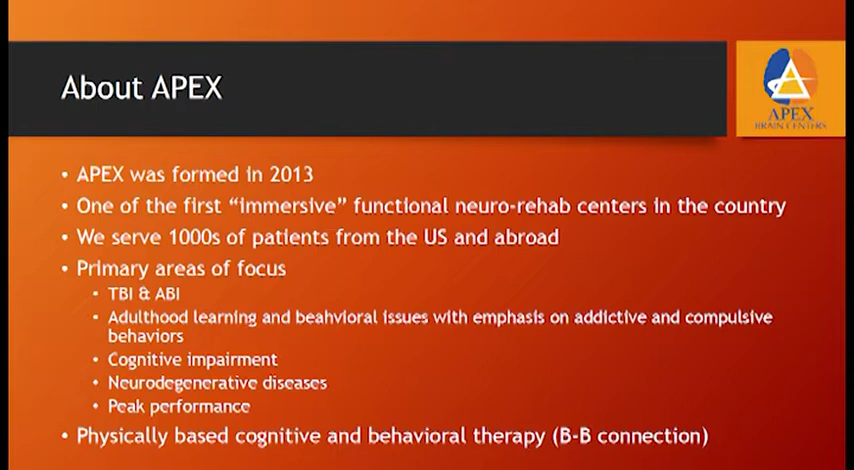 About APEX
APEX
BRAIN CENTERS
• APEX was formed in 2013
• One of the first “immersive” functional neuro-rehab centers in the country
• We serve 1000s of patients from the US and abroad
• Primary areas of focus
• TBI & ABI
• Adulthood learning and beahvioral issues with emphasis on addictive and compulsive
behaviors
• Cognitive impairment
• Neurodegenerative diseases
• Peak performance
• Physically based cognitive and behavioral therapy (B-B connection)